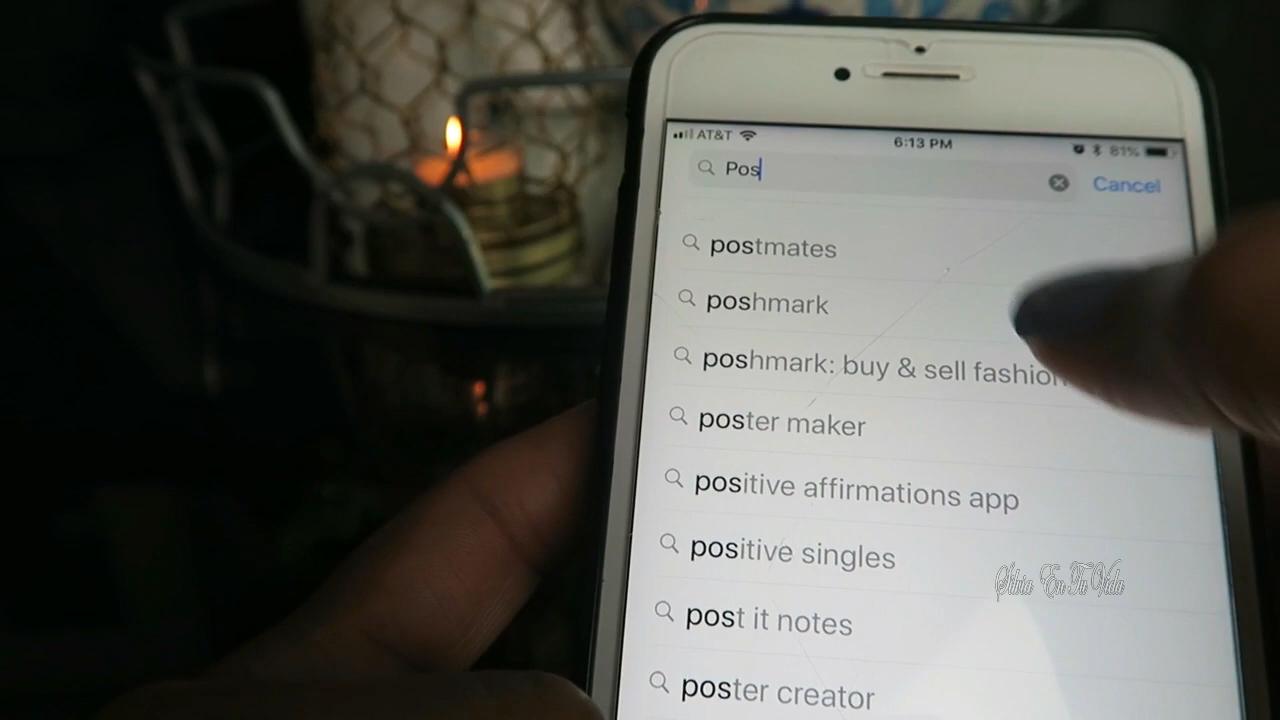 AT&T 6:13 PM 81%
Pos Cancel
postmates
poshmark
poshmark: buy & sell fashion
poster maker
positive affirmations app
positive singles
post it notes
poster creator
Silvia En Tu Vida